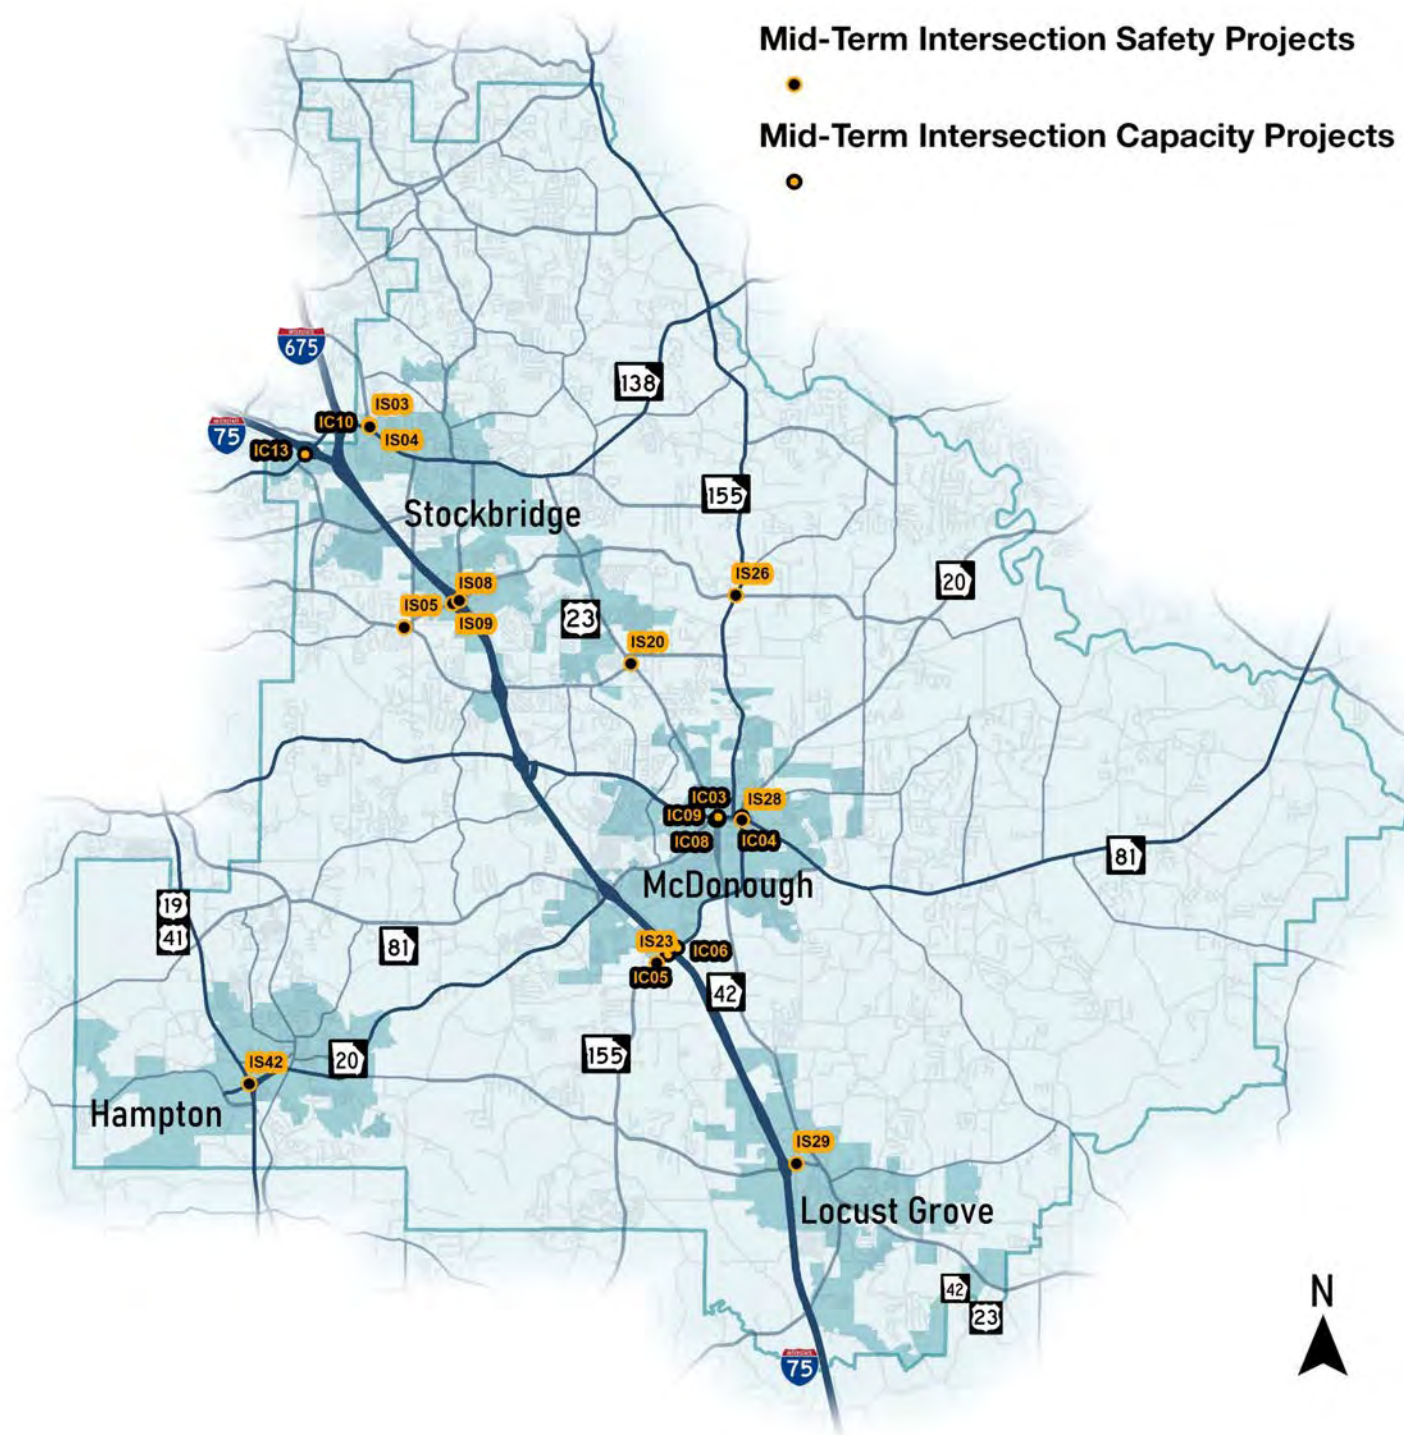 Mid-Term Intersection Safety Projects
Mid-Term Intersection Capacity Projects
675
138
IS03
IC10
75
IS04
IC13
155
Stockbridge
IS26
20
IS08
IS05
23
IS09
IS20
IC03
IS28
IC09
IC08
IC04
81
McDonough
19
41
81
IS23
IC06
IC05
42
155
20
IS42
Hampton
IS29
Locust Grove
42
23
N
75